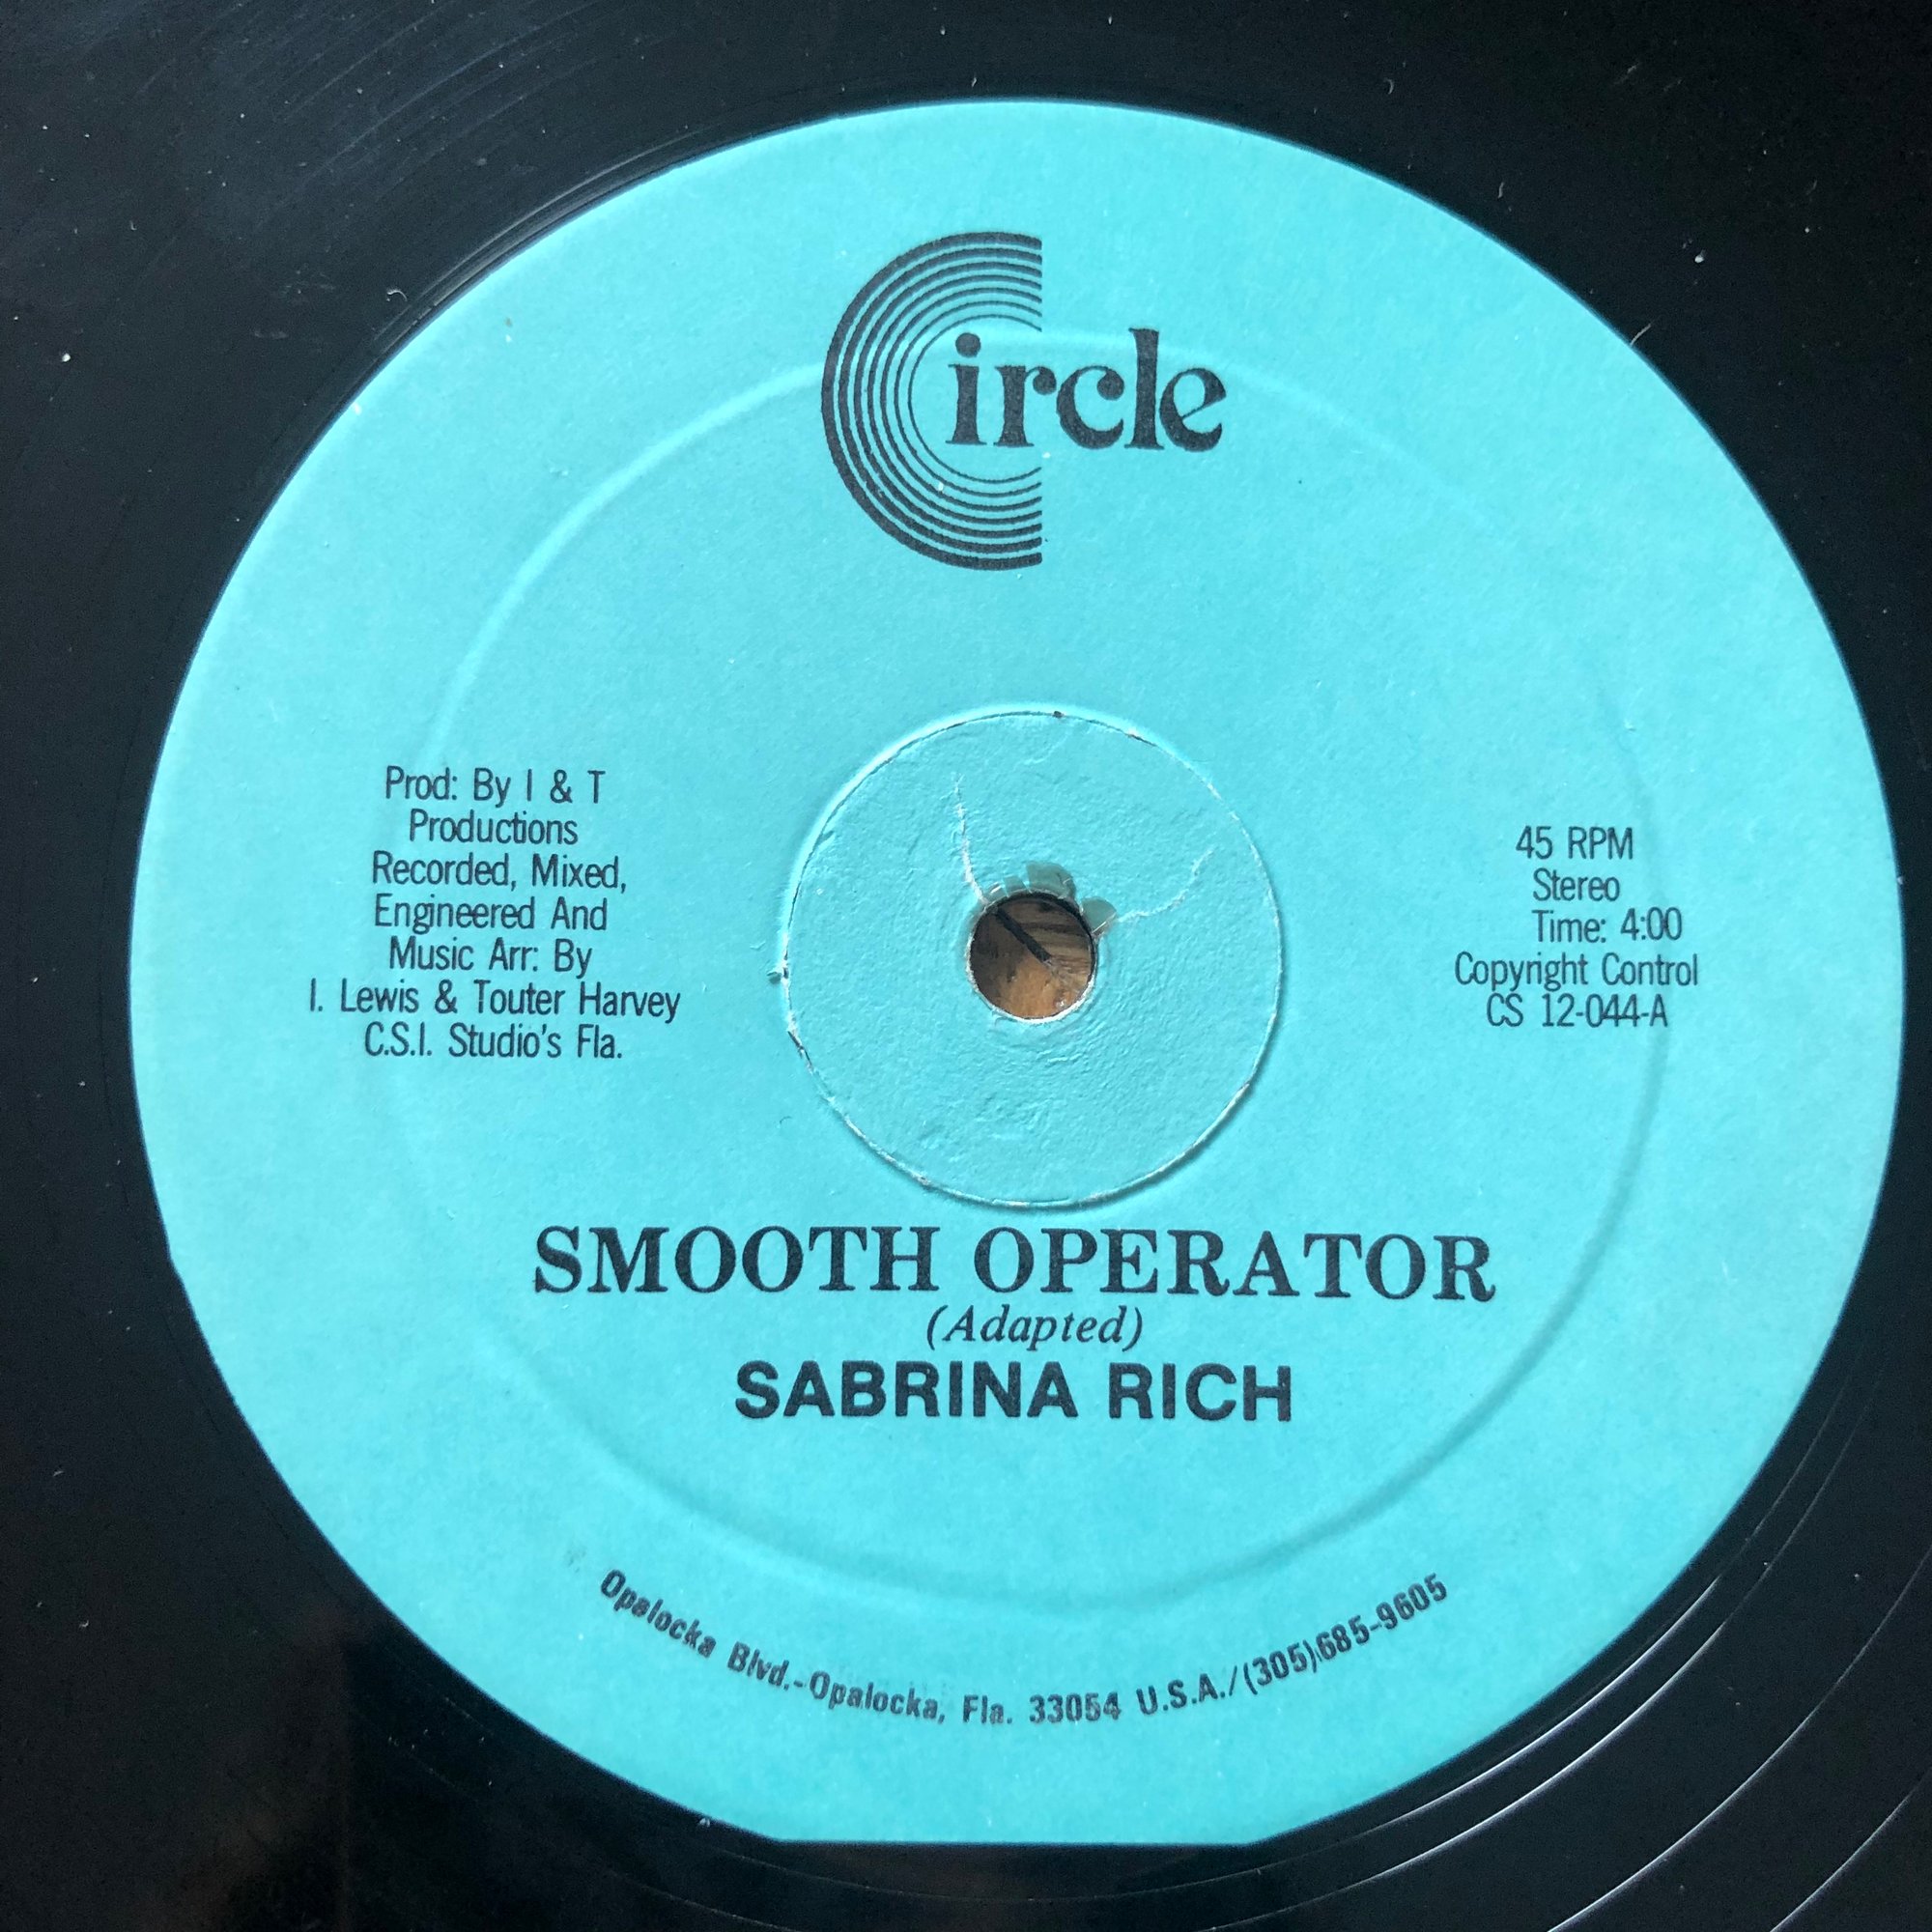 Circle
Prod: By I & T
Productions
Recorded, Mixed,
Engineered And
Music Arr: By
I. Lewis & Touter Harvey
C.S.I. Studio's Fla.
45 RPM
Stereo
Time: 4:00
Copyright Control
CS 12-044-A
SMOOTH OPERATOR
(Adapted)
SABRINA RICH
Opalocka Blvd.-Opalocka, Fla. 33054 U.S.A./(305)685-9605